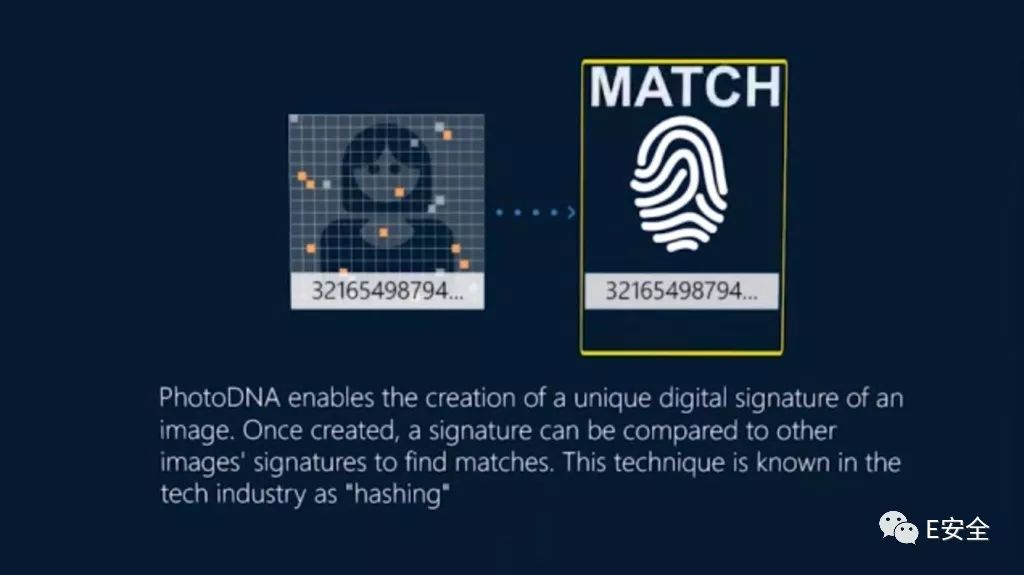 MATCH
32165498794...
32165498794...
PhotoDNA enables the creation of a unique digital signature of an
image. Once created, a signature can be compared to other
images' signatures to find matches. This technique is known in the
tech industry as "hashing"
E安全